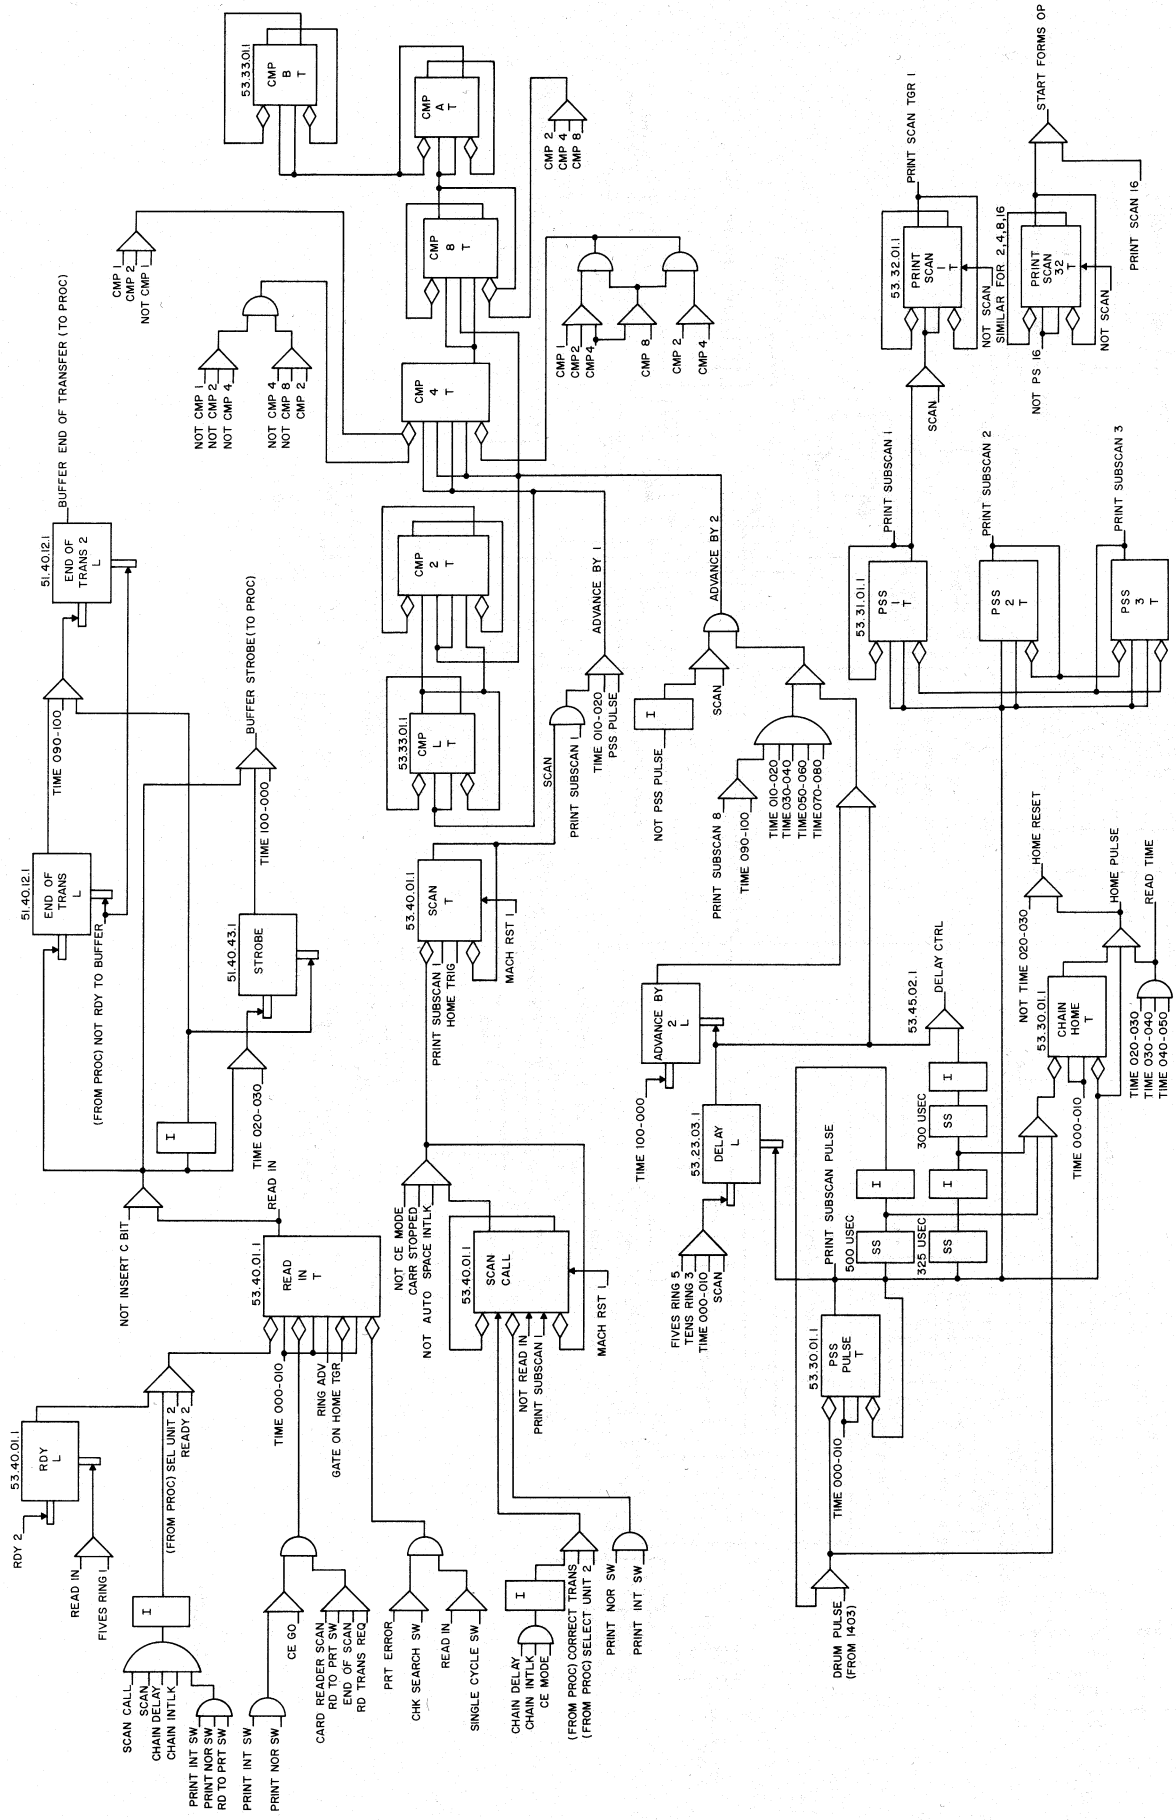 RDY 2
53.40.01.1
RDY
L
READ IN
FIVES RING 1
SCAN CALL
SCAN
CHAIN DELAY
CHAIN INTLK
PRINT INT SW
PRINT NOR SW
RD TO PRT SW
I
(FROM PROC) SEL UNIT 2
READY 2
PRINT INT SW
PRINT NOR SW
CE GO
CARD READER SCAN
RD TO PRT SW
END OF SCAN
RD TRANS REQ
PRT ERROR
CHK SEARCH SW
READ IN
SINGLE CYCLE SW
TIME 000-010
RING ADV
GATE ON HOME TGR
53.40.01.1
READ
IN
T
READ IN
NOT INSERT C BIT
I
TIME 020-030
51.40.43.1
STROBE
TIME 100-000
BUFFER STROBE (TO PROC)
51.40.12.1
END OF
TRANS
L
(FROM PROC) NOT RDY TO BUFFER
TIME 090-100
51.40.12.1
END OF
TRANS 2
L
BUFFER END OF TRANSFER (TO PROC)
CHAIN DELAY
CHAIN INTLK
CE MODE
I
(FROM PROC) CORRECT TRANS
(FROM PROC) SELECT UNIT 2
PRINT NOR SW
PRINT INT SW
NOT READ IN
PRINT SUBSCAN 1
53.40.01.1
SCAN
CALL
MACH RST 1
NOT CE MODE
CARR STOPPED
NOT AUTO SPACE INTLK
PRINT SUBSCAN 1
HOME TRIG
53.40.01.1
SCAN
T
MACH RST 1
SCAN
PRINT SUBSCAN 1
TIME 010-020
PSS PULSE
ADVANCE BY 1
53.33.01.1
CMP
L
T
CMP
2
T
NOT CMP 1
NOT CMP 2
NOT CMP 4
NOT CMP 4
NOT CMP 8
CMP 2
CMP 1
CMP 2
NOT CMP 1
CMP
4
T
CMP 1
CMP 2
CMP4
CMP 8
CMP 2
CMP 4
CMP
8
T
CMP 2
CMP 4
CMP 8
CMP
A
T
53.33.01.1
CMP
B
T
NOT PSS PULSE
I
SCAN
ADVANCE BY 2
PRINT SUBSCAN 8
TIME 090-100
TIME 010-020
TIME 030-040
TIME 050-060
TIME 070-080
TIME 100-000
ADVANCE BY
2
L
FIVES RING 5
TENS RING 3
TIME 000-010
SCAN
53.23.03.1
DELAY
L
53.45.02.1
DELAY CTRL
DRUM PULSE
(FROM 1403)
TIME 000-010
53.30.01.1
PSS
PULSE
T
PRINT SUBSCAN PULSE
500 USEC
SS
I
325 USEC
SS
I
300 USEC
SS
I
TIME 000-010
53.30.01.1
CHAIN
HOME
T
NOT TIME 020-030
HOME RESET
HOME PULSE
TIME 020-030
TIME 030-040
TIME 040-050
READ TIME
53.31.01.1
PSS
1
T
PRINT SUBSCAN 1
PSS
2
T
PRINT SUBSCAN 2
PSS
3
T
PRINT SUBSCAN 3
SCAN
53.32.01.1
PRINT
SCAN
1
T
PRINT SCAN TGR 1
NOT SCAN
SIMILAR FOR 2,4,8,16
NOT PS 16
PRINT
SCAN
32
T
NOT SCAN
PRINT SCAN 16
START FORMS OP